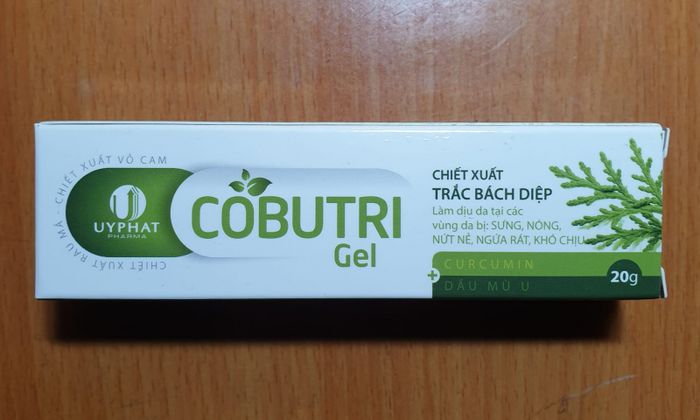 CHIẾT XUẤT RAU MÁ - CHIẾT XUẤT VỎ CAM
UYPHAT
PHARMA
COBUTRI
Gel
CHIẾT XUẤT
TRẮC BÁCH DIỆP
Làm dịu da tại các
vùng da bị: SƯNG, NÓNG,
NỨT NẺ, NGỨA RÁT, KHÓ CHỊU
+ CURCUMIN
DẦU MÙ U
20g